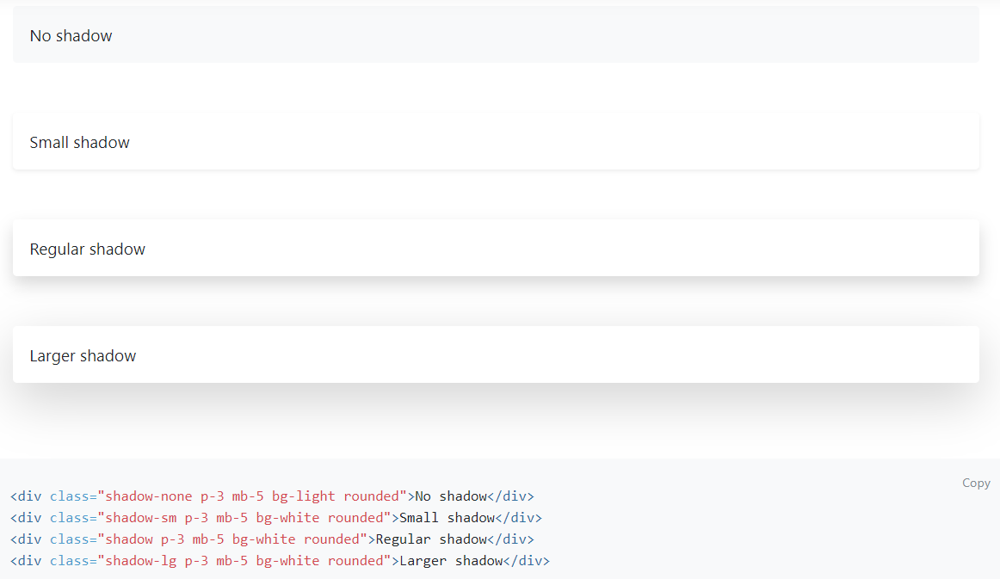 No shadow
Small shadow
Regular shadow
Larger shadow
Copy
<div class="shadow-none p-3 mb-5 bg-light rounded">No shadow</div>
<div class="shadow-sm p-3 mb-5 bg-white rounded">Small shadow</div>
<div class="shadow p-3 mb-5 bg-white rounded">Regular shadow</div>
<div class="shadow-lg p-3 mb-5 bg-white rounded">Larger shadow</div>